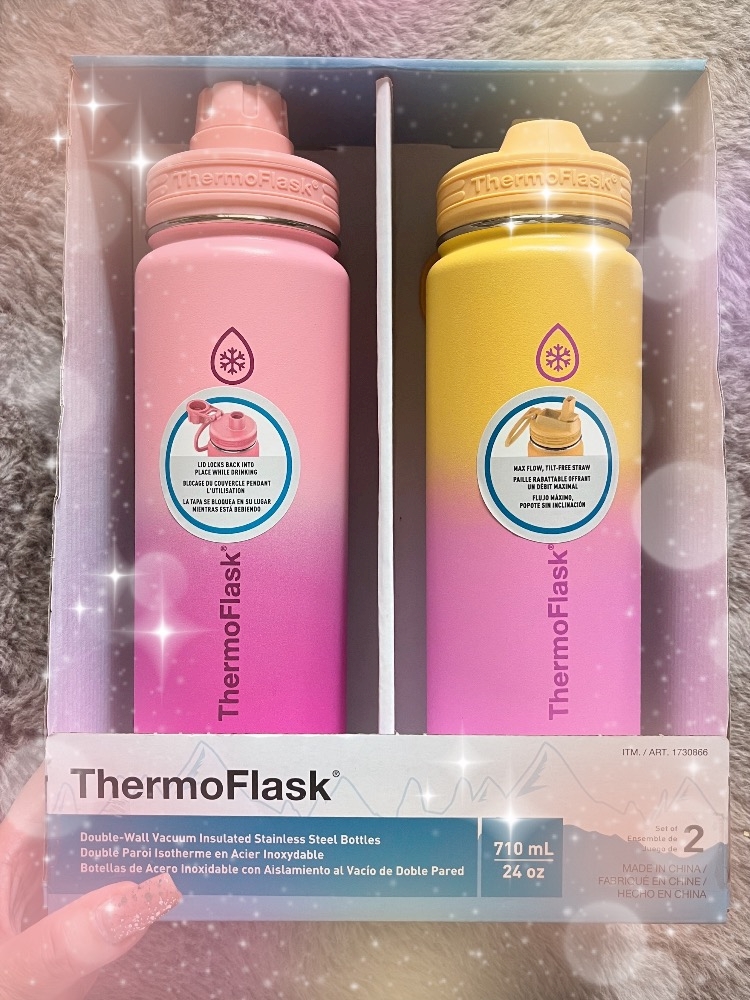 ThermoFlask®
ThermoFlask®
LID LOCKS BACK INTO
PLACE WHILE DRINKING
BLOCAGE DU COUVERCLE PENDANT
L'UTILISATION
LA TAPA SE BLOQUEA EN SU LUGAR
MIENTRAS ESTÁ BEBIENDO
MAX FLOW, TILT-FREE STRAW
PAILLE RABATTABLE OFFRANT
UN DÉBIT MAXIMAL
FLUJO MÁXIMO,
POPOTE SIN INCLINACIÓN
ThermoFlask®
ThermoFlask®
ITM. / ART. 1730866
ThermoFlask®
Double-Wall Vacuum Insulated Stainless Steel Bottles
Double Paroi Isotherme en Acier Inoxydable
Botellas de Acero Inoxidable con Aislamiento al Vacío de Doble Pared
710 mL
24 oz
Set of
Ensemble de
Juego de
2
MADE IN CHINA /
FABRIQUÉ EN CHINE /
HECHO EN CHINA